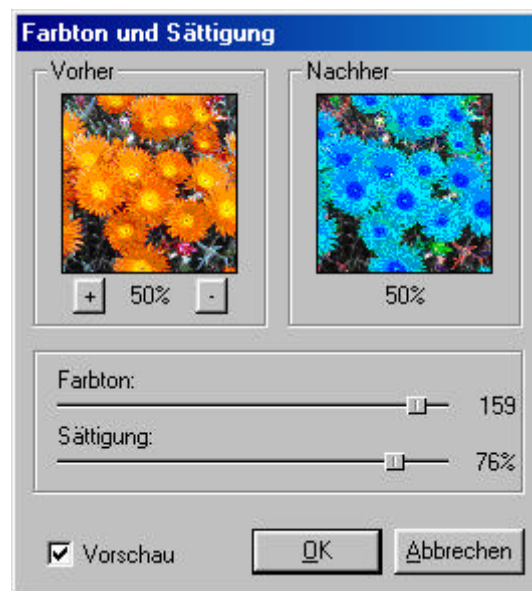 Farbton und Sättigung
Vorher
Nachher
+ 50% -
50%
Farbton:
159
Sättigung:
76%
Vorschau
OK
Abbrechen